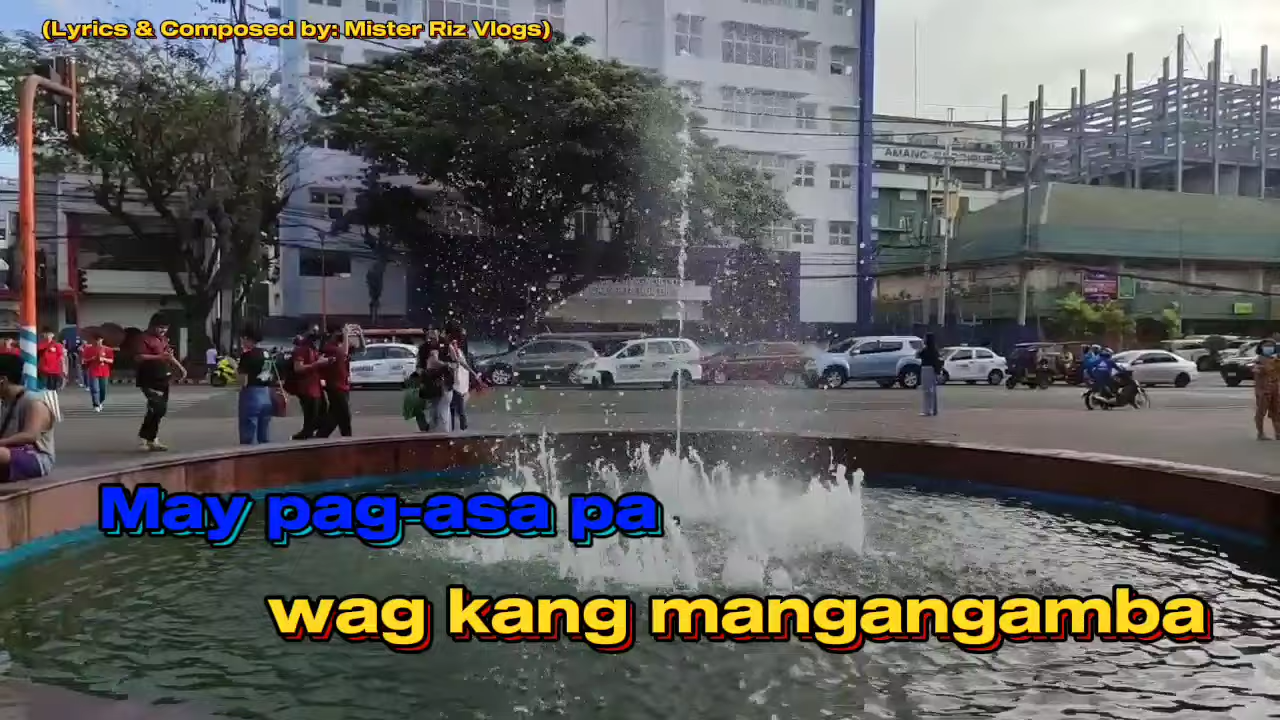 (Lyrics & Composed by: Mister Riz Vlogs)
May pag-asa pa
wag kang mangangamba